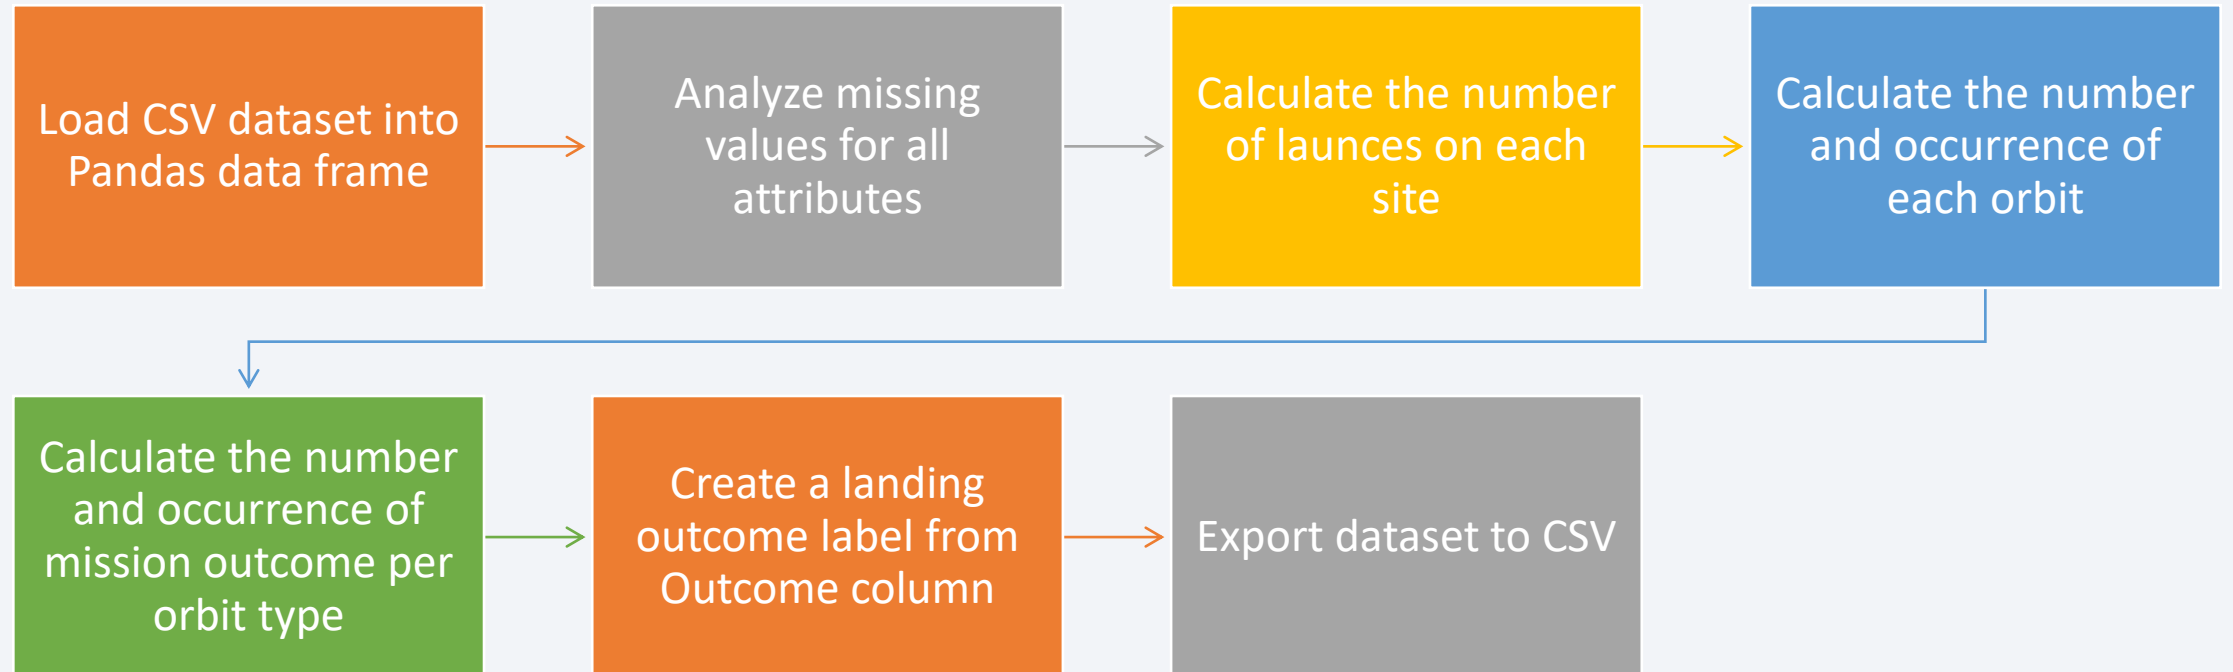 Load CSV dataset into
Pandas data frame
Analyze missing
values for all
attributes
Calculate the number
of launces on each
site
Calculate the number
and occurrence of
each orbit
Calculate the number
and occurrence of
mission outcome per
orbit type
Create a landing
outcome label from
Outcome column
Export dataset to CSV